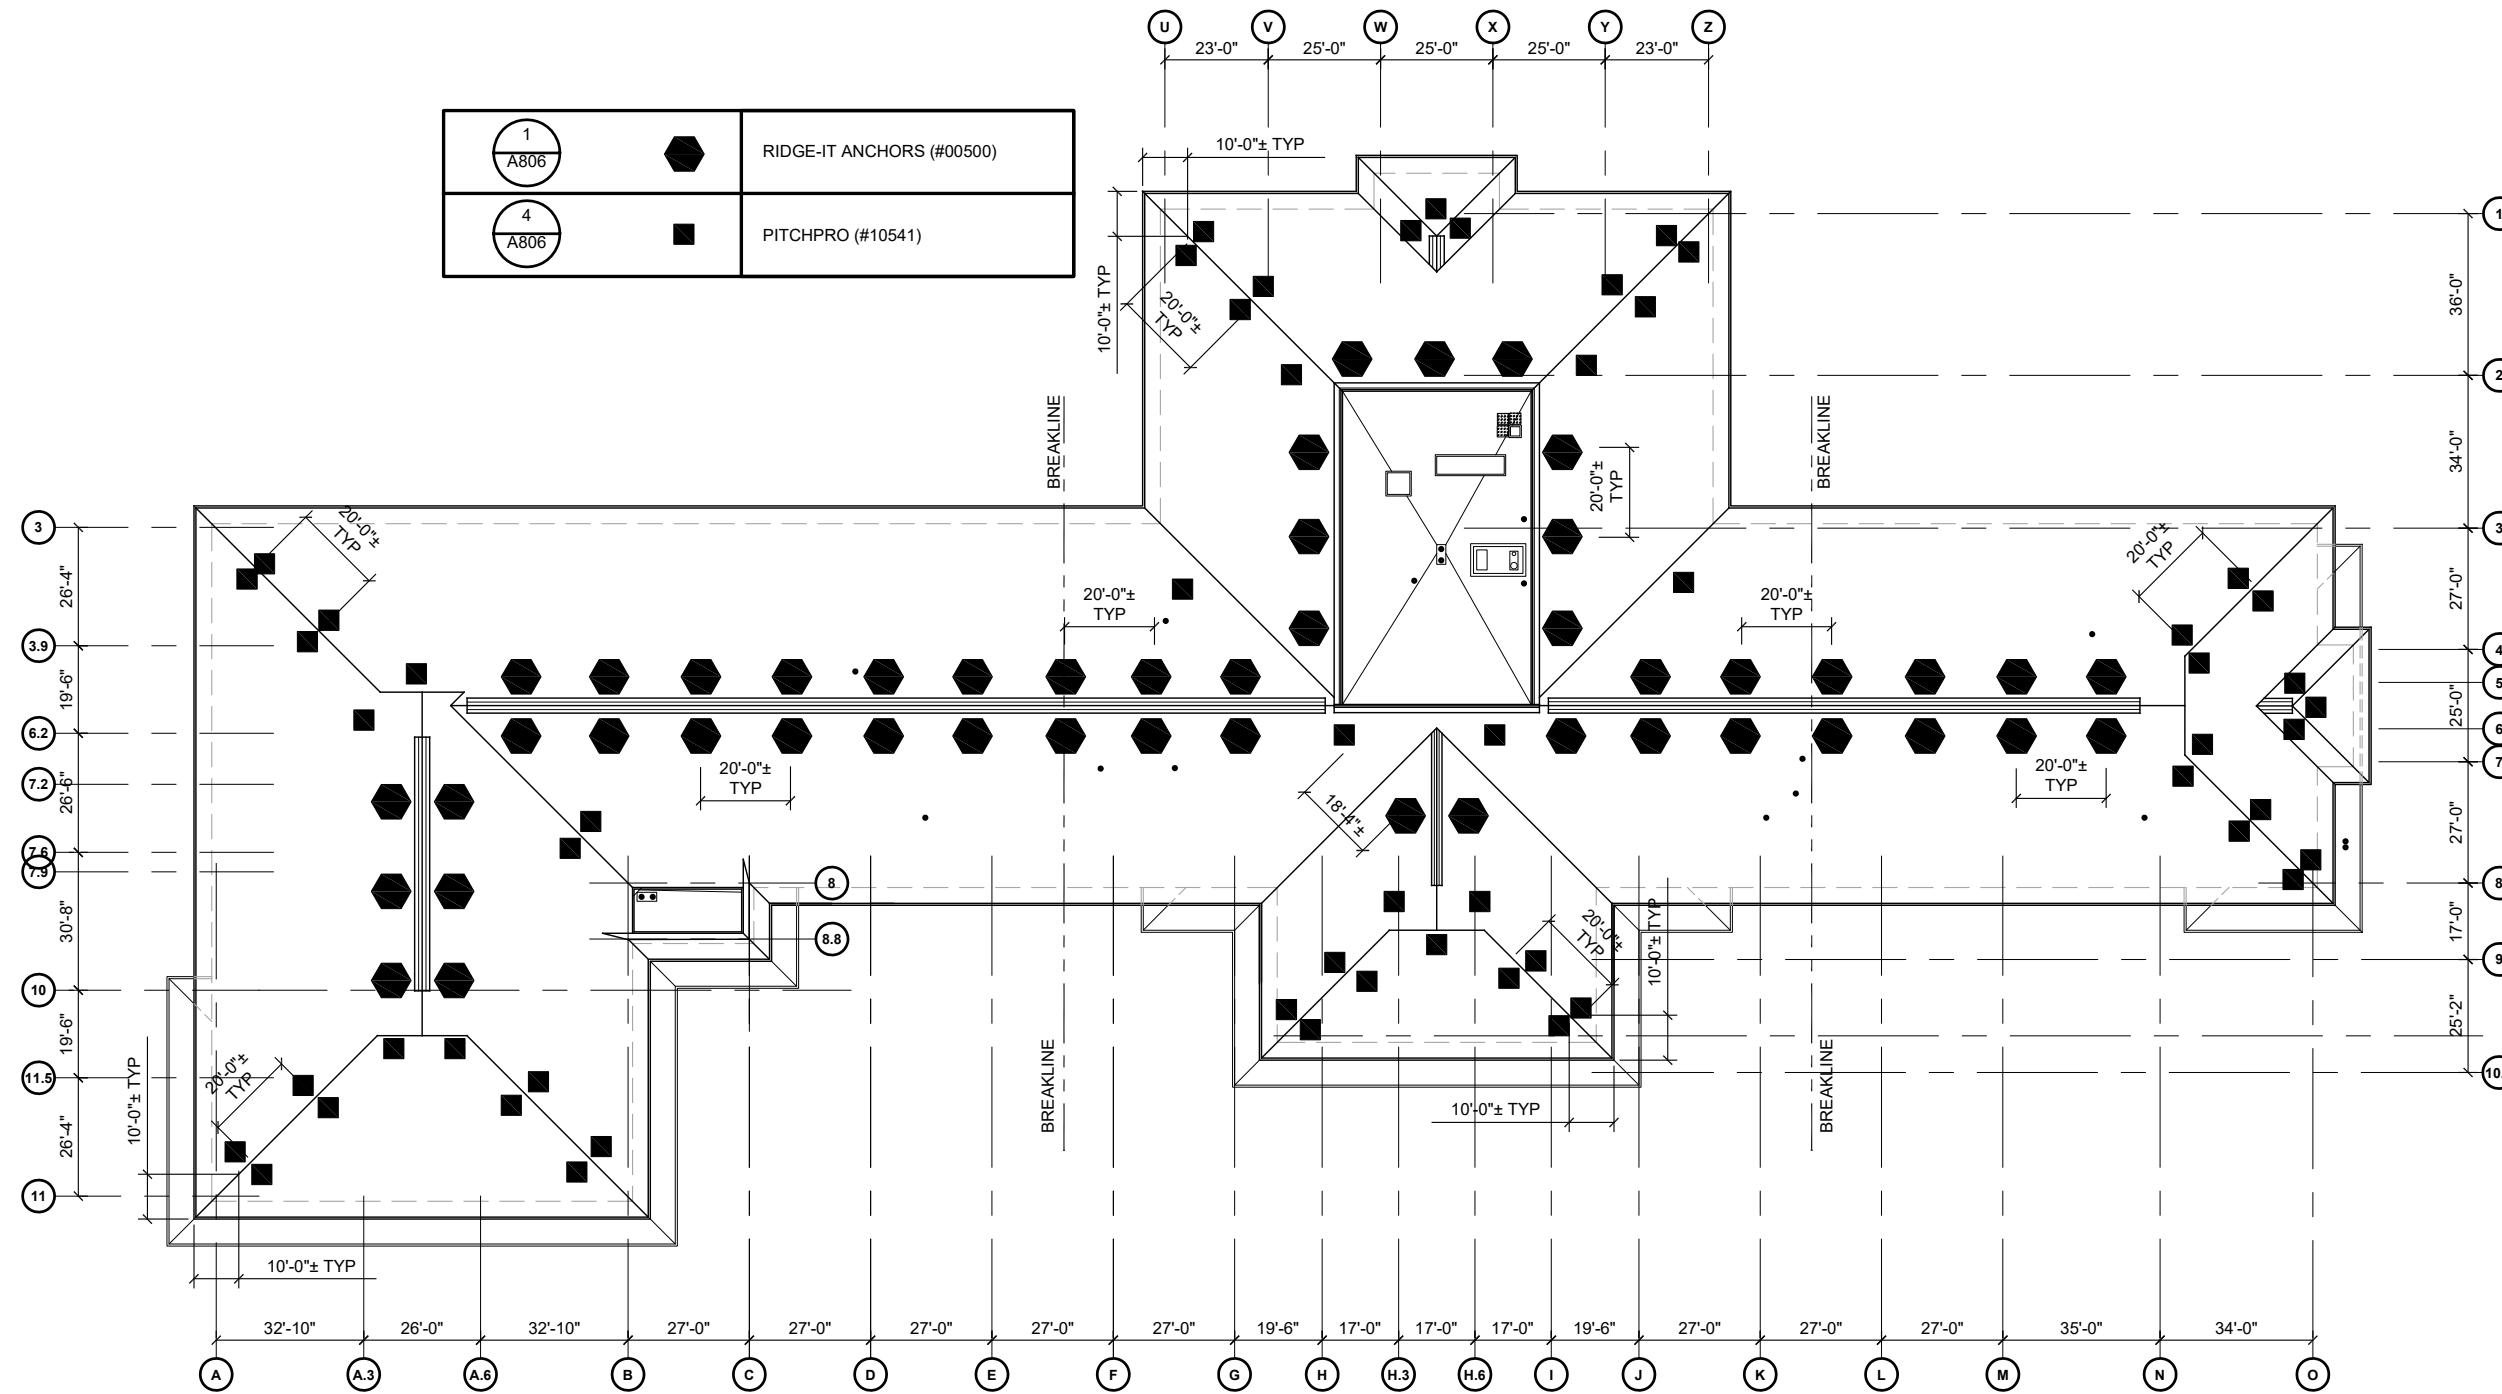 U
V
W
X
Y
Z
23'-0"
25'-0"
25'-0"
25'-0"
23'-0"
1
A806
RIDGE-IT ANCHORS (#00500)
4
A806
PITCHPRO (#10541)
10'-0"± TYP
10'-0"± TYP
20'-0"±
TYP
1
36'-0"
2
34'-0"
3
27'-0"
4
5
25'-0"
6
7
27'-0"
8
17'-0"
9
25'-2"
BREAKLINE
BREAKLINE
20'-0"±
TYP
3
26'-4"
3.9
19'-6"
6.2
7.2
26'-6"
7.6
7.9
30'-8"
10
19'-6"
11.5
26'-4"
11
20'-0"±
TYP
20'-0"±
TYP
20'-0"±
TYP
20'-0"±
TYP
20'-0"±
TYP
20'-0"±
TYP
18'-4"±
8
8.8
20'-0"±
TYP
10'-0"± TYP
20'-0"±
TYP
10'-0"± TYP
BREAKLINE
BREAKLINE
10'-0"± TYP
10'-0"± TYP
32'-10"
26'-0"
32'-10"
27'-0"
27'-0"
27'-0"
27'-0"
27'-0"
19'-6"
17'-0"
17'-0"
17'-0"
19'-6"
27'-0"
27'-0"
27'-0"
35'-0"
34'-0"
A
A.3
A.6
B
C
D
E
F
G
H
H.3
H.6
I
J
K
L
M
N
O